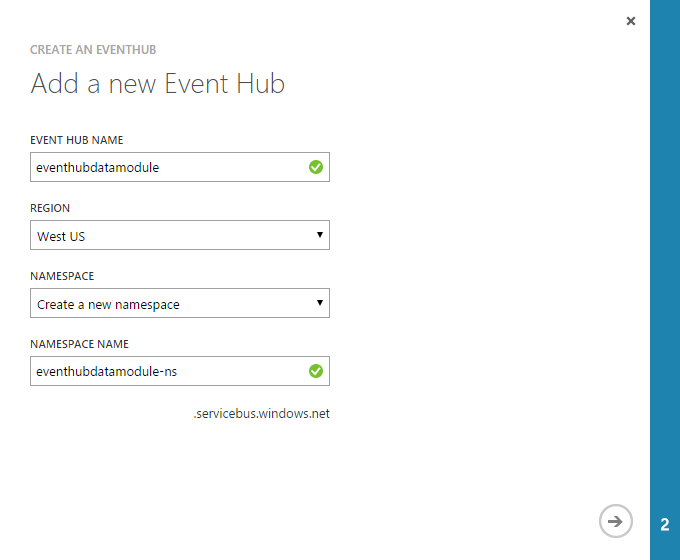 CREATE AN EVENTHUB
Add a new Event Hub
EVENT HUB NAME
eventhubdatamodule
REGION
West US
NAMESPACE
Create a new namespace
NAMESPACE NAME
eventhubdatamodule-ns
.servicebus.windows.net
2